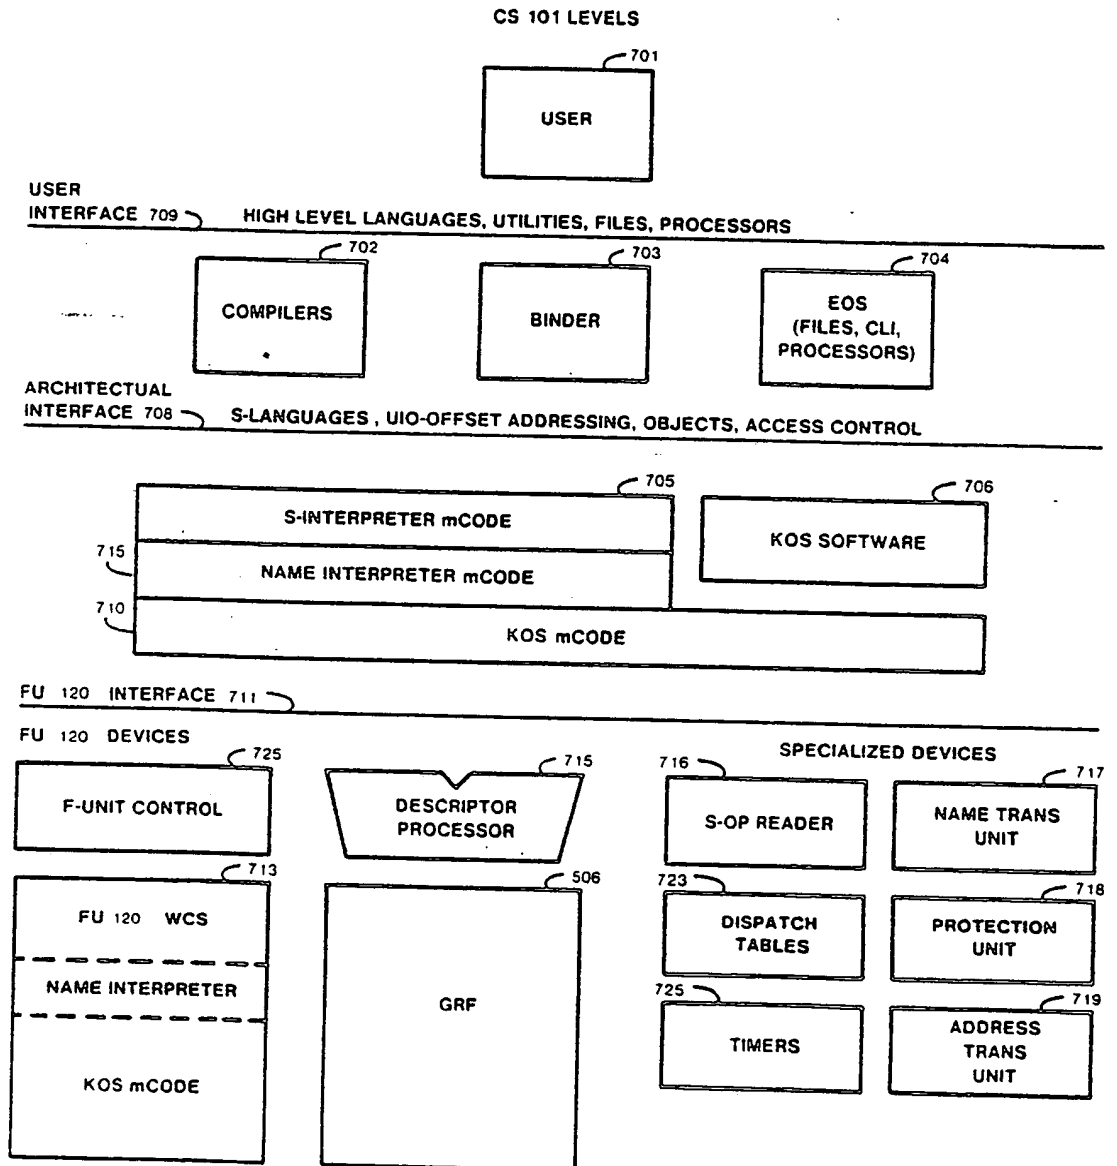 CS 101 LEVELS
701
USER
USER
INTERFACE 709
HIGH LEVEL LANGUAGES, UTILITIES, FILES, PROCESSORS
702
703
704
COMPILERS
BINDER
EOS
(FILES, CLI,
PROCESSORS)
ARCHITECTUAL
INTERFACE 708
S-LANGUAGES , UIO-OFFSET ADDRESSING, OBJECTS, ACCESS CONTROL
705
706
S-INTERPRETER mCODE
KOS SOFTWARE
715
NAME INTERPRETER mCODE
710
KOS mCODE
FU 120 INTERFACE 711
FU 120 DEVICES
SPECIALIZED DEVICES
725
715
716
717
F-UNIT CONTROL
DESCRIPTOR
PROCESSOR
S-OP READER
NAME TRANS
UNIT
713
506
723
718
FU 120 WCS
DISPATCH
TABLES
PROTECTION
UNIT
NAME INTERPRETER
GRF
725
719
KOS mCODE
TIMERS
ADDRESS
TRANS
UNIT